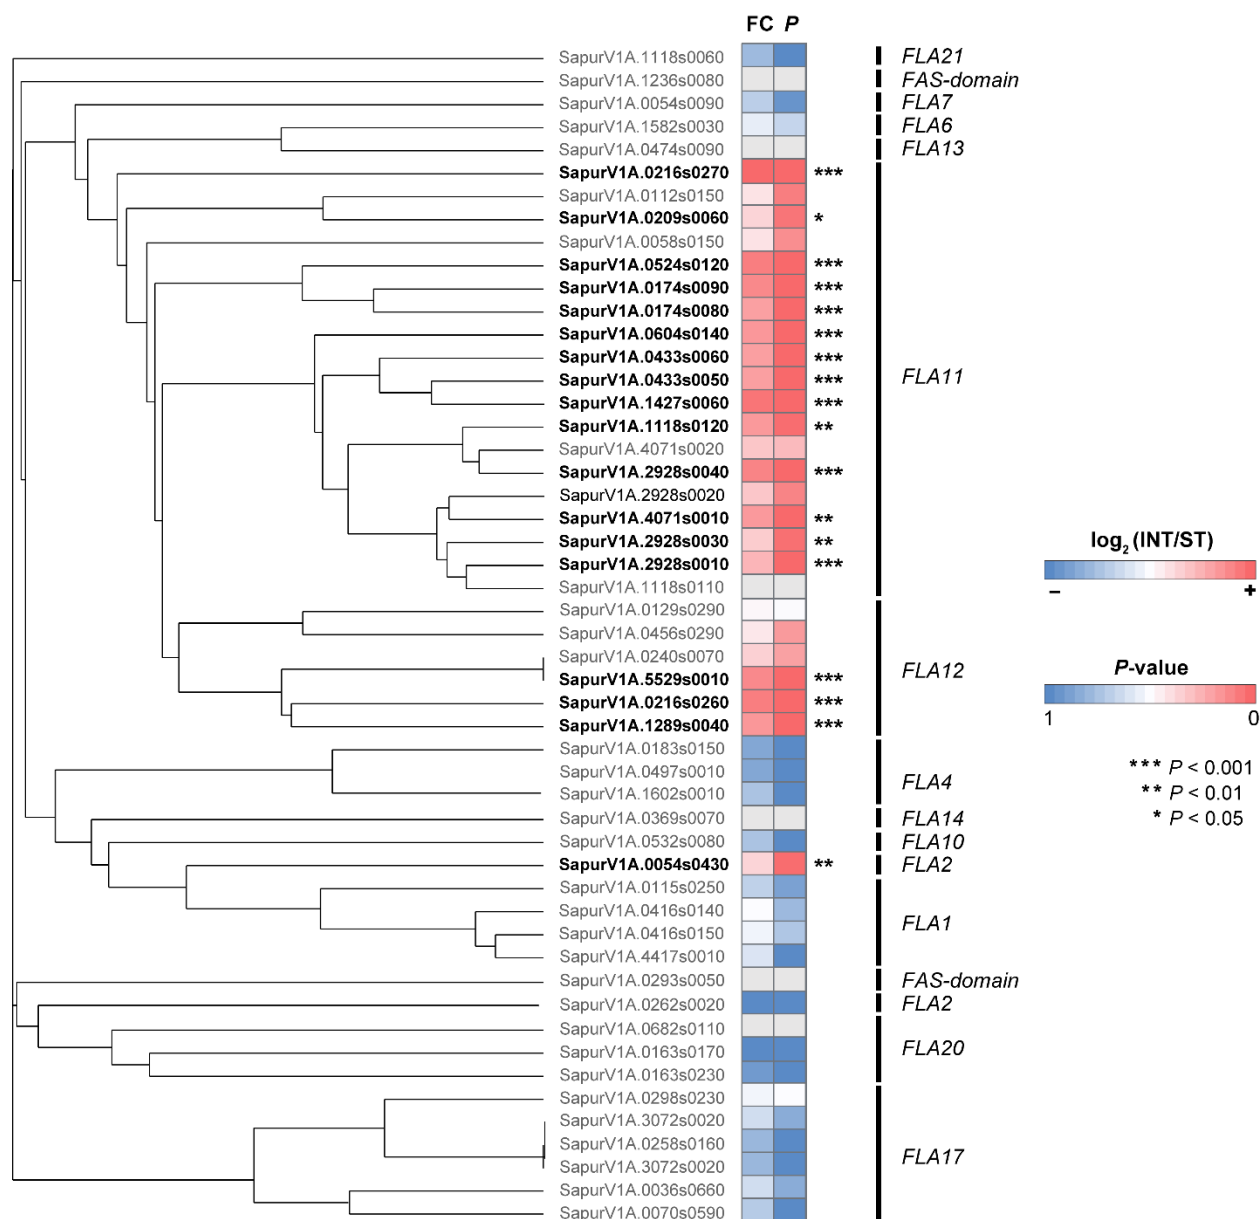 FC P
SapurV1A.1118s0060 FLA21
SapurV1A.1236s0080 FAS-domain
SapurV1A.0054s0090 FLA7
SapurV1A.1582s0030 FLA6
SapurV1A.0474s0090 FLA13
SapurV1A.0216s0270 ***
SapurV1A.0112s0150
SapurV1A.0209s0060 *
SapurV1A.0058s0150
SapurV1A.0524s0120 ***
SapurV1A.0174s0090 ***
SapurV1A.0174s0080 ***
SapurV1A.0604s0140 ***
SapurV1A.0433s0060 ***
FLA11
SapurV1A.0433s0050 ***
SapurV1A.1427s0060 ***
SapurV1A.1118s0120 **
SapurV1A.4071s0020
SapurV1A.2928s0040 ***
SapurV1A.2928s0020
SapurV1A.4071s0010 **
SapurV1A.2928s0030 **
SapurV1A.2928s0010 ***
SapurV1A.1118s0110
SapurV1A.0129s0290
SapurV1A.0456s0290
SapurV1A.0240s0070
FLA12
SapurV1A.5529s0010 ***
SapurV1A.0216s0260 ***
SapurV1A.1289s0040 ***
SapurV1A.0183s0150
SapurV1A.0497s0010
FLA4
SapurV1A.1602s0010
SapurV1A.0369s0070 FLA14
SapurV1A.0532s0080 FLA10
SapurV1A.0054s0430 ** FLA2
SapurV1A.0115s0250
SapurV1A.0416s0140
FLA1
SapurV1A.0416s0150
SapurV1A.4417s0010
SapurV1A.0293s0050 FAS-domain
SapurV1A.0262s0020 FLA2
SapurV1A.0682s0110
FLA20
SapurV1A.0163s0170
SapurV1A.0163s0230
SapurV1A.0298s0230
SapurV1A.3072s0020
SapurV1A.0258s0160
FLA17
SapurV1A.3072s0020
SapurV1A.0036s0660
SapurV1A.0070s0590
log2 (INT/ST)
− +
P-value
1 0
*** P < 0.001
** P < 0.01
* P < 0.05